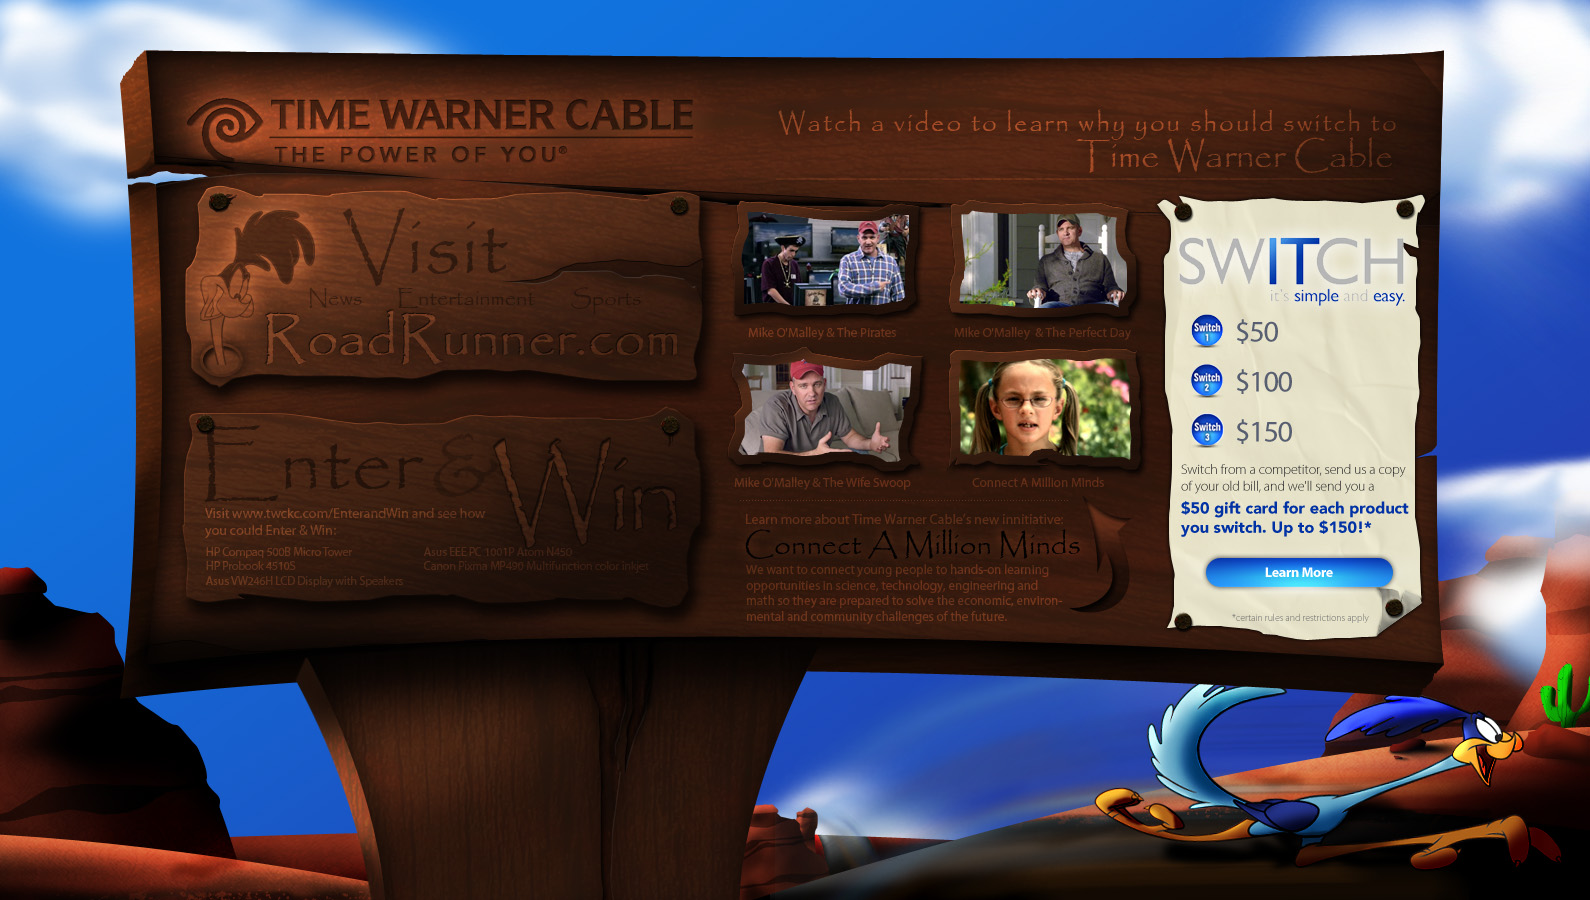 TIME WARNER CABLE
THE POWER OF YOU®
Watch a video to learn why you should switch to
Time Warner Cable
Visit
News Entertainment Sports
RoadRunner.com
Enter & Win
Visit www.twckc.com/EnterandWin and see how
you could Enter & Win:
HP Compaq 500B MicroTower
HP Probook 4510S
Asus VW246H LCD Display with Speakers
Asus EEE PC 1001P Atom N450
Canon Pixma MP490 Multifunction color inkjet
Mike O'Malley & The Pirates
Mike O'Malley & The Perfect Day
Mike O'Malley & The Wife Swoop
Connect A Million Minds
Learn more about Time Warner Cable's new innitiative:
Connect A Million Minds
We want to connect young people to hands-on learning
opportunities in science, technology, engineering and
math so they are prepared to solve the economic, environ-
mental and community challenges of the future.
SWITCH
it's simple and easy.
Switch 1 $50
Switch 2 $100
Switch 3 $150
Switch from a competitor, send us a copy
of your old bill, and we'll send you a
$50 gift card for each product
you switch. Up to $150!*
Learn More
*certain rules and restrictions apply